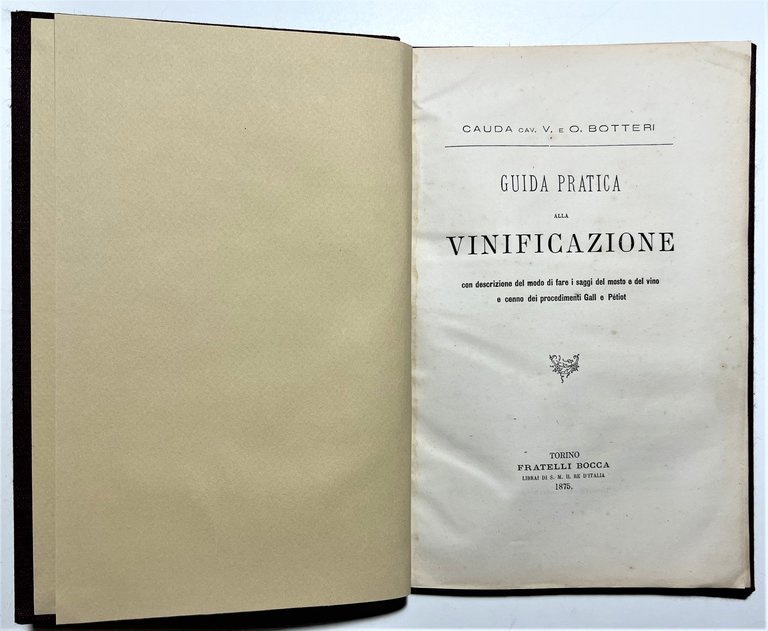 CAUDA CAV. V. E O. BOTTERI
GUIDA PRATICA
ALLA
VINIFICAZIONE
con descrizione del modo di fare i saggi del mosto e del vino
e cenno dei procedimenti Gall e Pétiot
TORINO
FRATELLI BOCCA
LIBRAI DI S. M. IL RE D'ITALIA
1875.